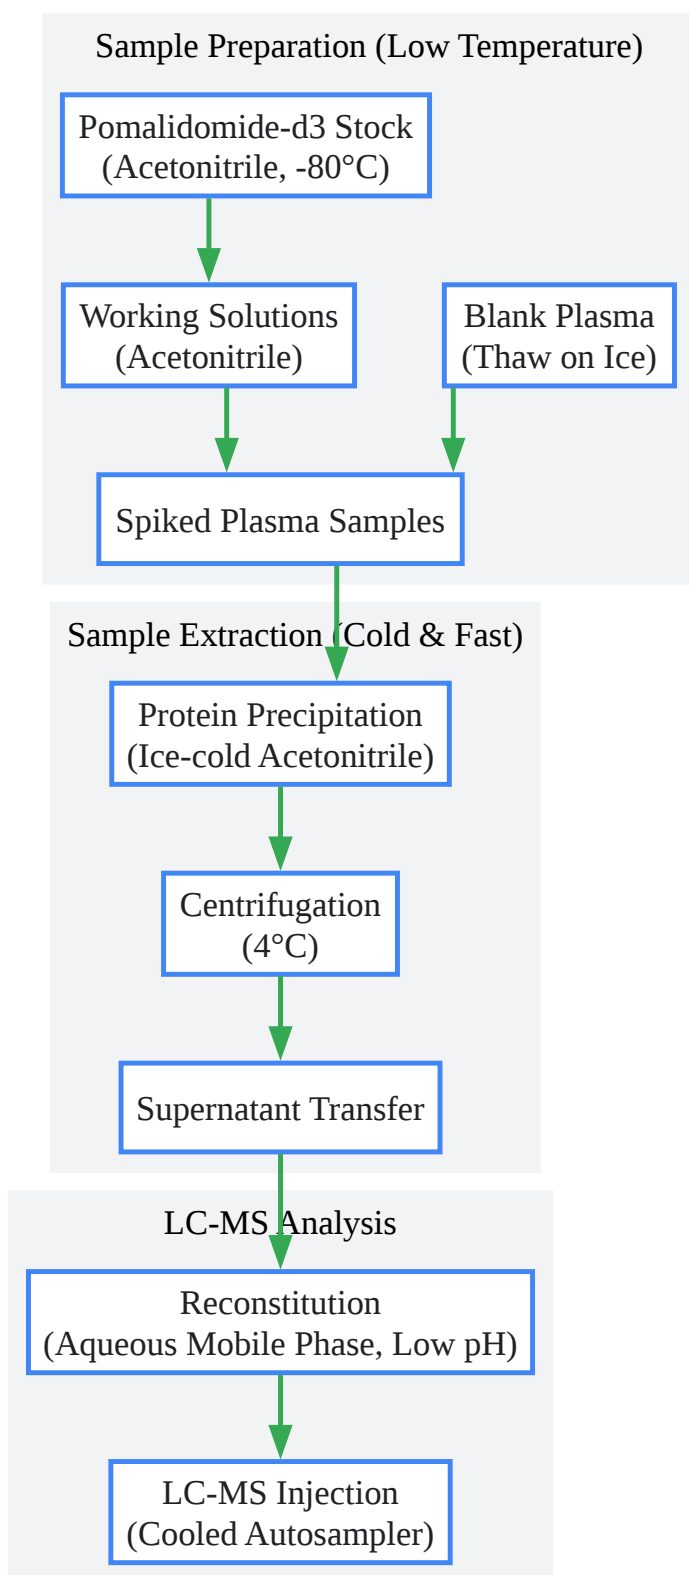 Sample Preparation (Low Temperature)
Pomalidomide-d3 Stock
(Acetonitrile, -80°C)
Working Solutions
(Acetonitrile)
Blank Plasma
(Thaw on Ice)
Spiked Plasma Samples
Sample Extraction (Cold & Fast)
Protein Precipitation
(Ice-cold Acetonitrile)
Centrifugation
(4°C)
Supernatant Transfer
LC-MS Analysis
Reconstitution
(Aqueous Mobile Phase, Low pH)
LC-MS Injection
(Cooled Autosampler)